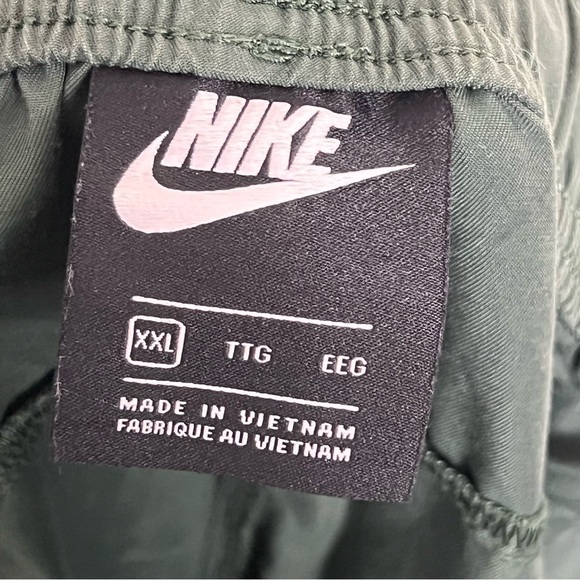 NIKE
XXL TTG EEG
MADE IN VIETNAM
FABRIQUE AU VIETNAM